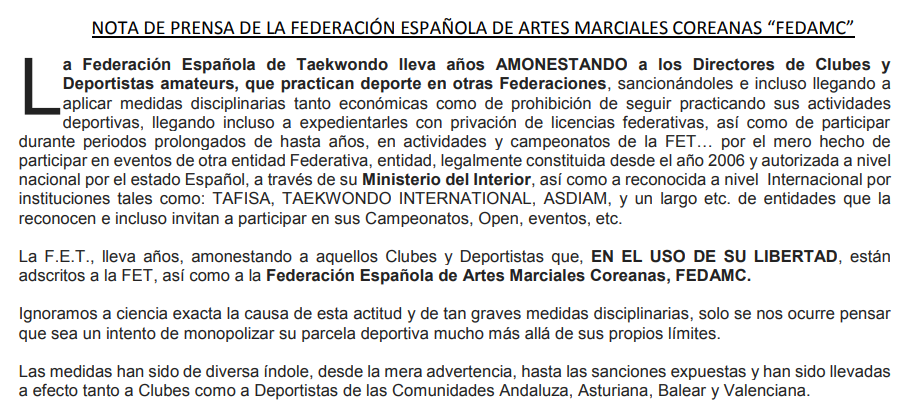 NOTA DE PRENSA DE LA FEDERACIÓN ESPAÑOLA DE ARTES MARCIALES COREANAS “FEDAMC”
La Federación Española de Taekwondo lleva años AMONESTANDO a los Directores de Clubes y
Deportistas amateurs, que practican deporte en otras Federaciones, sancionándoles e incluso llegando a
aplicar medidas disciplinarias tanto económicas como de prohibición de seguir practicando sus actividades
deportivas, llegando incluso a expedientarles con privación de licencias federativas, así como de participar
durante periodos prolongados de hasta años, en actividades y campeonatos de la FET… por el mero hecho de
participar en eventos de otra entidad Federativa, entidad, legalmente constituida desde el año 2006 y autorizada a nivel
nacional por el estado Español, a través de su Ministerio del Interior, así como a reconocida a nivel Internacional por
instituciones tales como: TAFISA, TAEKWONDO INTERNATIONAL, ASDIAM, y un largo etc. de entidades que la
reconocen e incluso invitan a participar en sus Campeonatos, Open, eventos, etc.
La F.E.T., lleva años, amonestando a aquellos Clubes y Deportistas que, EN EL USO DE SU LIBERTAD, están
adscritos a la FET, así como a la Federación Española de Artes Marciales Coreanas, FEDAMC.
Ignoramos a ciencia exacta la causa de esta actitud y de tan graves medidas disciplinarias, solo se nos ocurre pensar
que sea un intento de monopolizar su parcela deportiva mucho más allá de sus propios límites.
Las medidas han sido de diversa índole, desde la mera advertencia, hasta las sanciones expuestas y han sido llevadas
a efecto tanto a Clubes como a Deportistas de las Comunidades Andaluza, Asturiana, Balear y Valenciana.